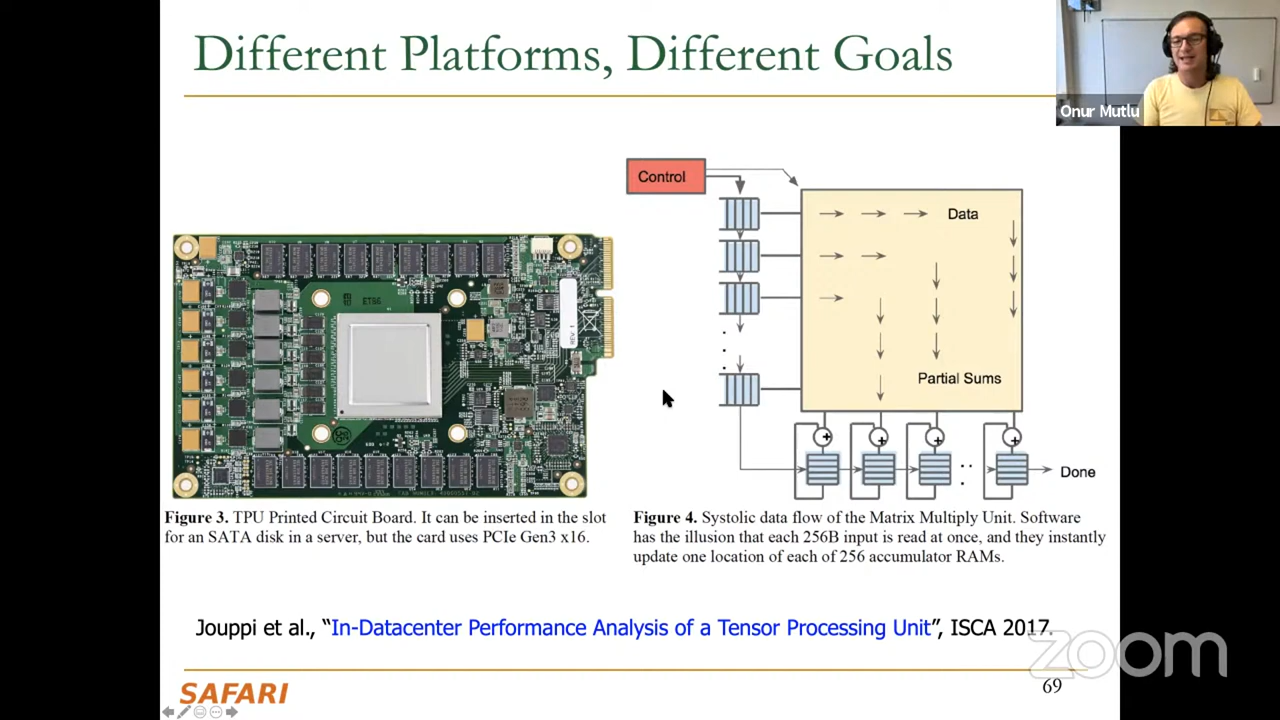 Different Platforms, Different Goals
Onur Mutlu
Control
Data
Partial Sums
Done
ET66
REV 1
Figure 3. TPU Printed Circuit Board. It can be inserted in the slot
for an SATA disk in a server, but the card uses PCIe Gen3 x16.
Figure 4. Systolic data flow of the Matrix Multiply Unit. Software
has the illusion that each 256B input is read at once, and they instantly
update one location of each of 256 accumulator RAMs.
Jouppi et al., “In-Datacenter Performance Analysis of a Tensor Processing Unit”, ISCA 2017.
zoom
SAFARI
69